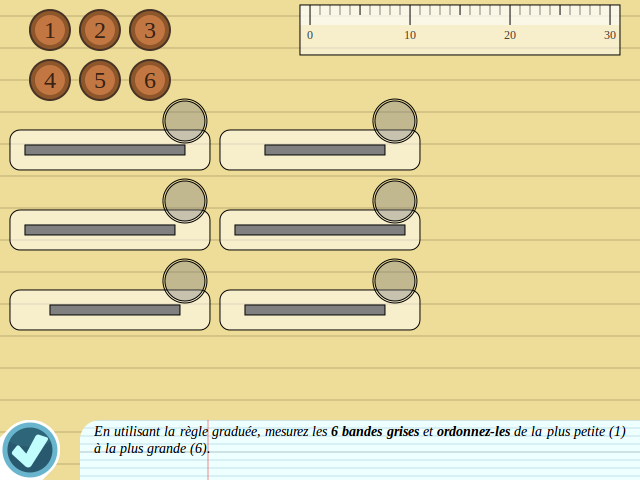 1 2 3
4 5 6
0 10 20 30
En utilisant la règle graduée, mesurez les 6 bandes grises et ordonnez-les de la plus petite (1)
à la plus grande (6).